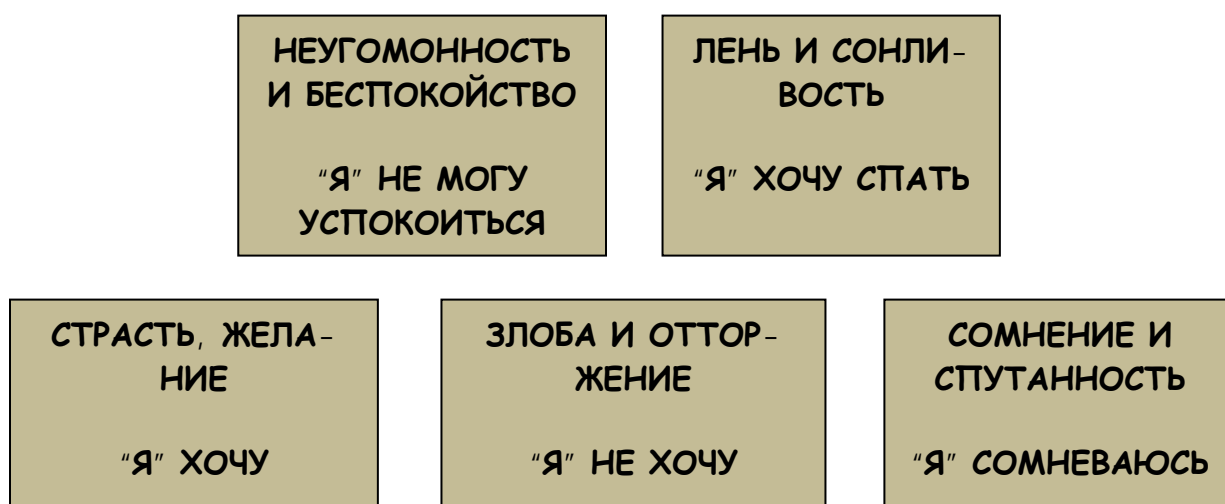 НЕУГОМОННОСТЬ
И БЕСПОКОЙСТВО
“Я” НЕ МОГУ
УСПОКОИТЬСЯ
ЛЕНЬ И СОНЛИ-
ВОСТЬ
“Я” ХОЧУ СПАТЬ
СТРАСТЬ, ЖЕЛА-
НИЕ
“Я” ХОЧУ
ЗЛОБА И ОТТОР-
ЖЕНИЕ
“Я” НЕ ХОЧУ
СОМНЕНИЕ И
СПУТАННОСТЬ
“Я” СОМНЕВАЮСЬ